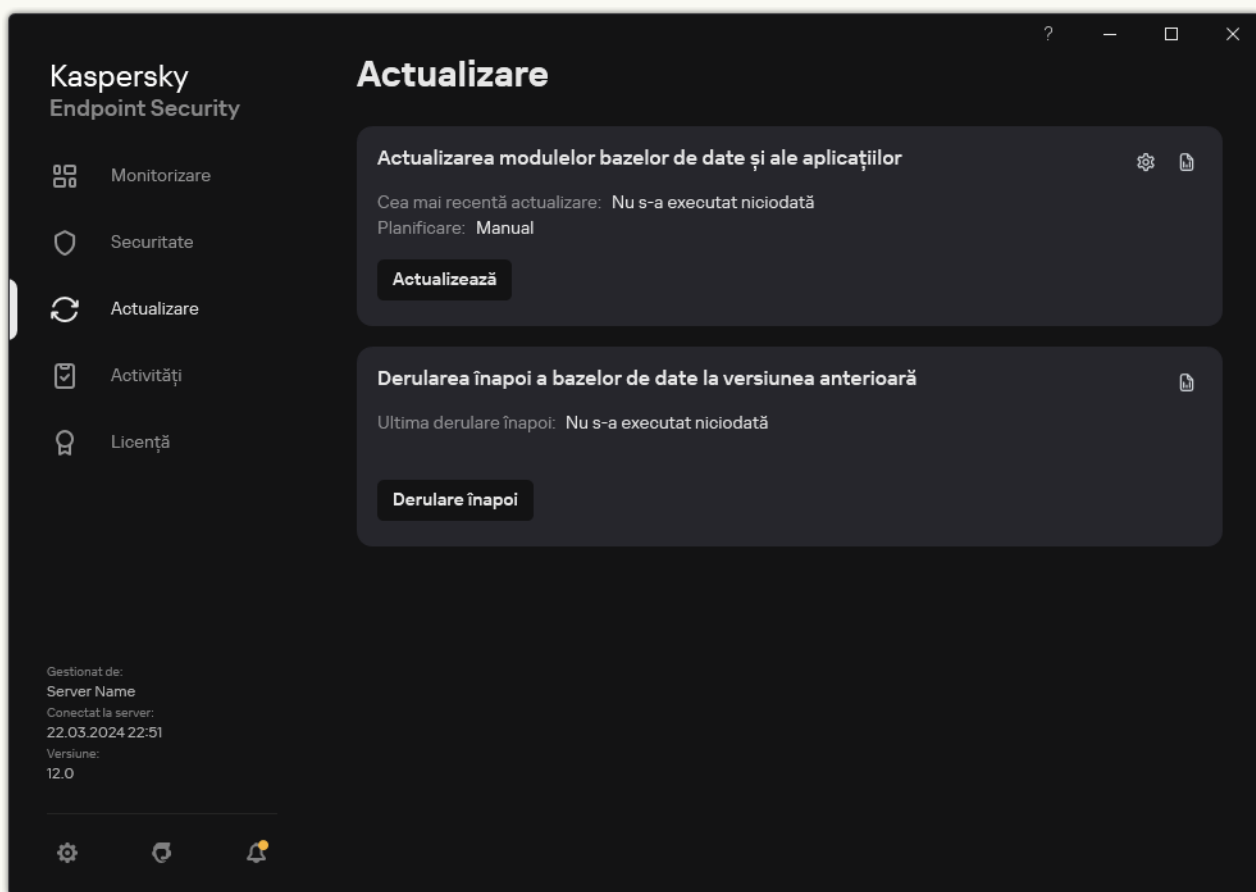 ?
Kaspersky
Endpoint Security
Monitorizare
Securitate
Actualizare
Activități
Licență
Gestionat de:
Server Name
Conectat la server:
22.03.2024 22:51
Versiune:
12.0
Actualizare
Actualizarea modulelor bazelor de date și ale aplicațiilor
Cea mai recentă actualizare: Nu s-a executat niciodată
Planificare: Manual
Actualizează
Derularea înapoi a bazelor de date la versiunea anterioară
Ultima derulare înapoi: Nu s-a executat niciodată
Derulare înapoi